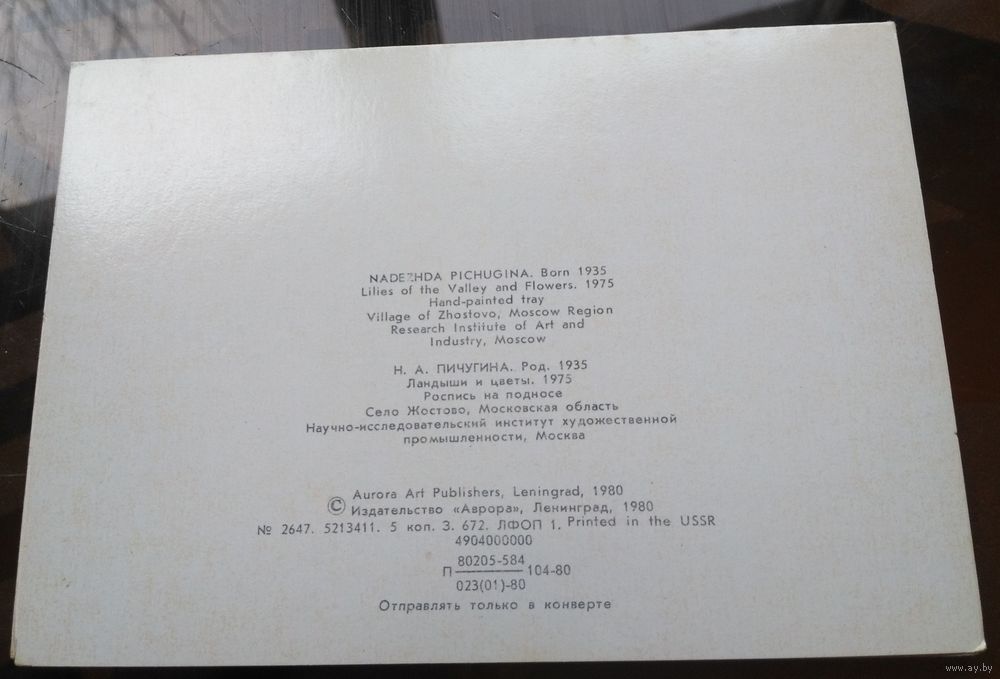 NADEZHDA PICHUGINA. Born 1935
Lilies of the Valley and Flowers. 1975
Hand-painted tray
Village of Zhostovo, Moscow Region
Research Institute of Art and
Industry, Moscow
Н. А. ПИЧУГИНА. Род. 1935
Ландыши и цветы. 1975
Роспись на подносе
Село Жостово, Московская область
Научно-исследовательский институт художественной
промышленности, Москва
© Aurora Art Publishers, Leningrad, 1980
Издательство «Аврора», Ленинград, 1980
№ 2647. 5213411. 5 коп. З. 672. ЛФОП 1. Printed in the USSR
4904000000
80205-584
П 104-80
023(01)-80
Отправлять только в конверте
www.ay.by